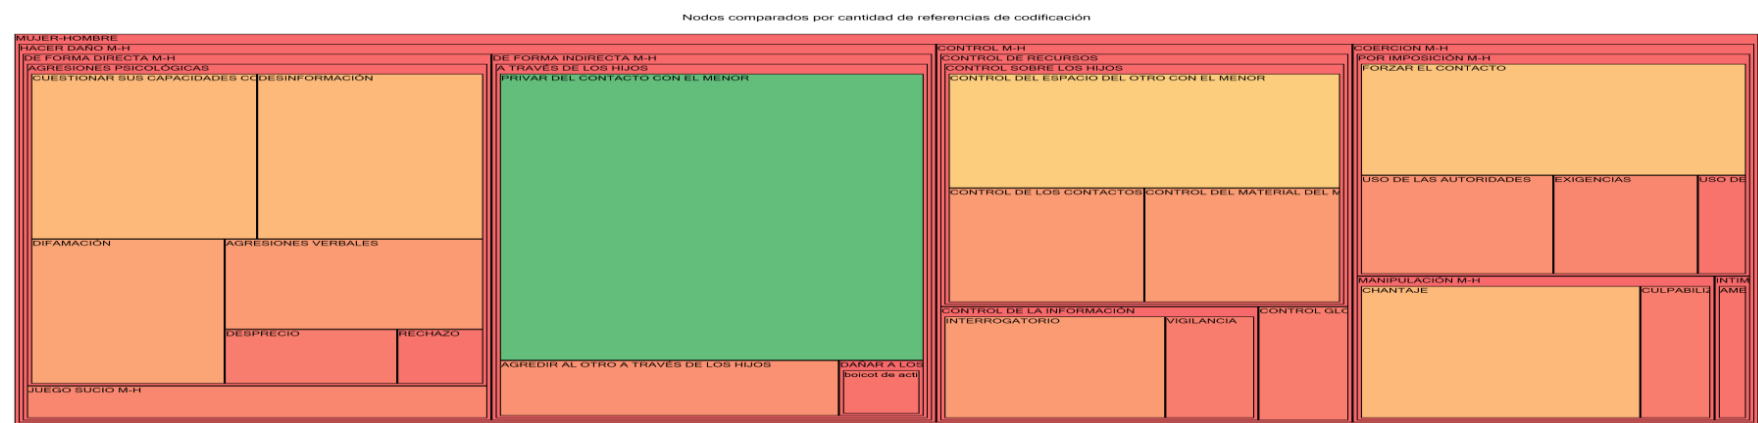 Nodos comparados por cantidad de referencias de codificación
MUJER-HOMBRE
HACER DAÑO M-H
DE FORMA DIRECTA M-H
AGRESIONES PSICOLÓGICAS
CUESTIONAR SUS CAPACIDADES CO
DESINFORMACIÓN
DIFAMACIÓN
AGRESIONES VERBALES
DESPRECIO
RECHAZO
JUEGO SUCIO M-H
DE FORMA INDIRECTA M-H
A TRAVÉS DE LOS HIJOS
PRIVAR DEL CONTACTO CON EL MENOR
AGREDIR AL OTRO A TRAVÉS DE LOS HIJOS
DAÑAR A LOS
boicot de acti
CONTROL M-H
CONTROL DE RECURSOS
CONTROL SOBRE LOS HIJOS
CONTROL DEL ESPACIO DEL OTRO CON EL MENOR
CONTROL DE LOS CONTACTOS
CONTROL DEL MATERIAL DEL M
CONTROL DE LA INFORMACIÓN
INTERROGATORIO
VIGILANCIA
CONTROL GLO
COERCION M-H
POR IMPOSICIÓN M-H
FORZAR EL CONTACTO
USO DE LAS AUTORIDADES
EXIGENCIAS
USO DE
MANIPULACIÓN M-H
CHANTAJE
CULPABILIZ
INTIM
AME